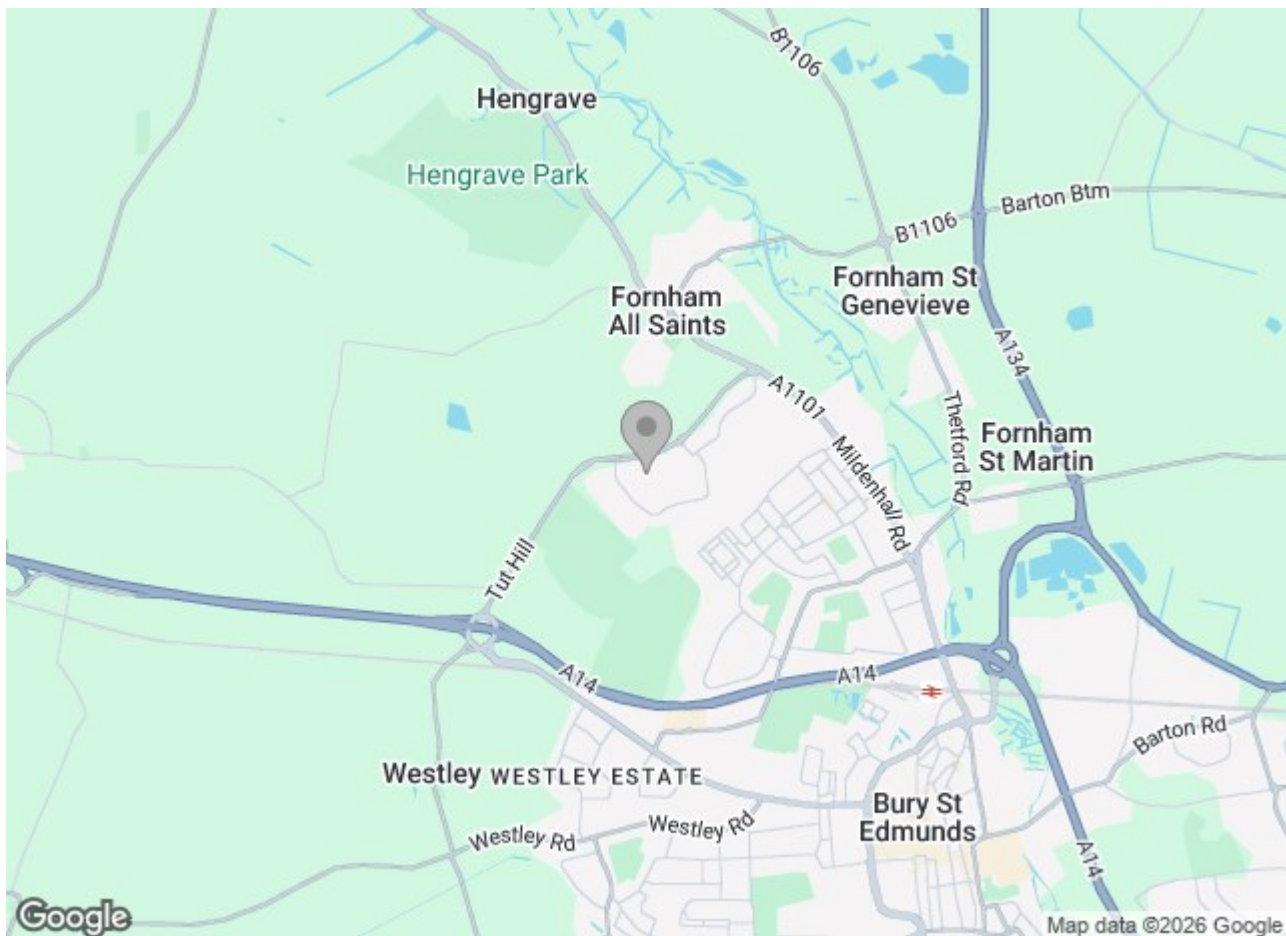 B1106
Hengrave
Hengrave Park
Barton Btm
B1106
Fornham St
Genevieve
Fornham
All Saints
A134
A1101
Thetford Rd
Mildenhall Rd
Fornham
St Martin
Tut Hill
A14
A14
Barton Rd
Westley
WESTLEY ESTATE
Bury St
Edmunds
Westley Rd
Westley Rd
A14
Google
Map data ©2026 Google